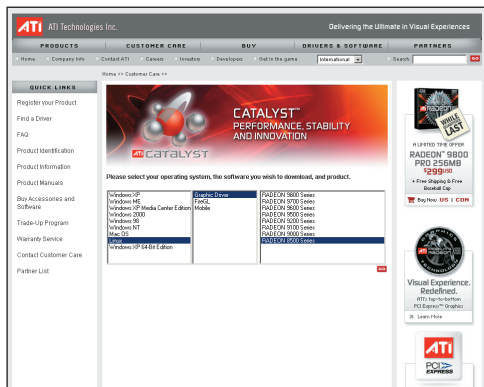 ATI ATI Technologies Inc.
Delivering the Ultimate in Visual Experiences
PRODUCTS CUSTOMER CARE BUY DRIVERS & SOFTWARE PARTNERS
Home Company Info Contact ATI Careers Investors Developers Get in the game International Search: GO
Home >> Customer Care >>
QUICK LINKS
Register your Product
Find a Driver
FAQ
Product Identification
Product Information
Product Manuals
Buy Accessories and
Software
Trade-Up Program
Warranty Service
Contact Customer Care
Partner List
CATALYST™
PERFORMANCE, STABILITY
AND INNOVATION
ATI CATALYST
Please select your operating system, the software you wish to download, and product.
Windows XP
Windows ME
Windows XP Media Center Edition
Windows 2000
Windows 98
Windows NT
Mac OS
Linux
Windows XP 64-Bit Edition
Graphic Driver
FireGL
Mobile
RADEON 9800 Series
RADEON 9700 Series
RADEON 9600 Series
RADEON 9500 Series
RADEON 9200 Series
RADEON 9100 Series
RADEON 9000 Series
RADEON 8500 Series
GO
RADEON
WHILE
LAST
A LIMITED TIME OFFER
RADEON™ 9800
PRO 256MB
$299USD
+ Free Shipping & Free
Baseball Cap
Buy Now US | CDN
Visual Experience.
Redefined.
ATI's top-to-bottom
PCI Express™ Graphics
Learn More
ATI
PCI
EXPRESS